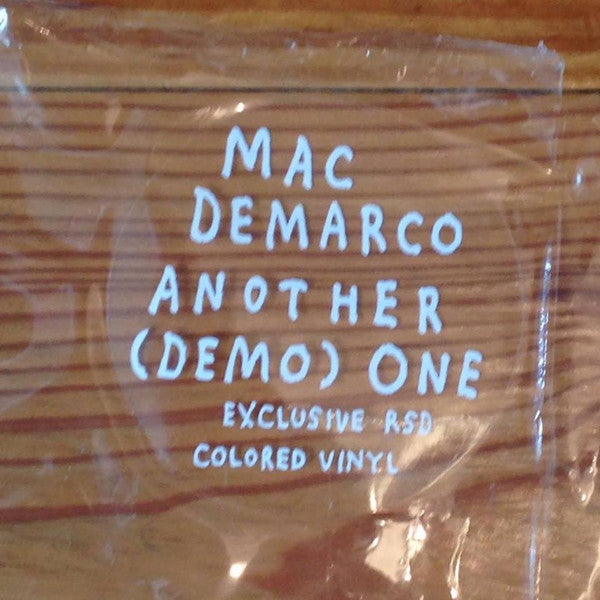 MAC
DEMARCO
ANOTHER
(DEMO) ONE
EXCLUSIVE RSD
COLORED VINYL